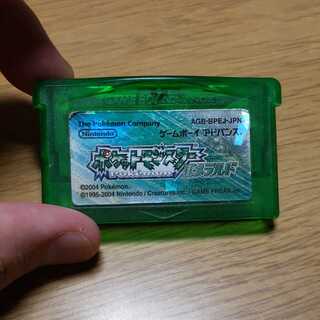 The Pokémon Company
AGB-BPEJ-JPN
Nintendo
ゲームボーイアドバンス
ポケットモンスター
エメラルド
©2004 Pokémon.
©1995-2004 Nintendo / Creatures inc. / GAME FREAK inc.